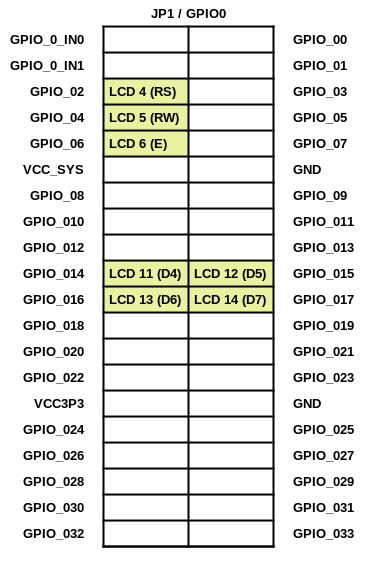 JP1 / GPIO0
GPIO_0_IN0 GPIO_00
GPIO_0_IN1 GPIO_01
GPIO_02 LCD 4 (RS) GPIO_03
GPIO_04 LCD 5 (RW) GPIO_05
GPIO_06 LCD 6 (E) GPIO_07
VCC_SYS GND
GPIO_08 GPIO_09
GPIO_010 GPIO_011
GPIO_012 GPIO_013
GPIO_014 LCD 11 (D4) LCD 12 (D5) GPIO_015
GPIO_016 LCD 13 (D6) LCD 14 (D7) GPIO_017
GPIO_018 GPIO_019
GPIO_020 GPIO_021
GPIO_022 GPIO_023
VCC3P3 GND
GPIO_024 GPIO_025
GPIO_026 GPIO_027
GPIO_028 GPIO_029
GPIO_030 GPIO_031
GPIO_032 GPIO_033